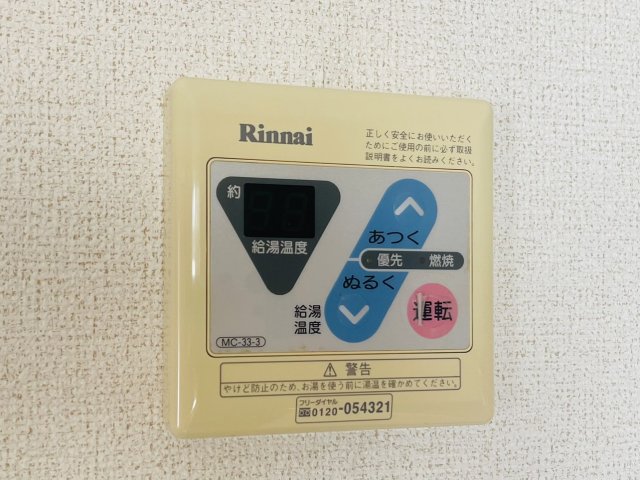 Rinnai
正しく安全にお使いいただく
ためにご使用の前に必ず取扱
説明書をよくお読みください。
約
給湯温度
あつく
優先 燃焼
ぬるく
給湯
温度
運転
MC-33-3
⚠ 警告
やけど防止のため、お湯を使う前に湯温を確かめてください。
フリーダイヤル
0120-054321